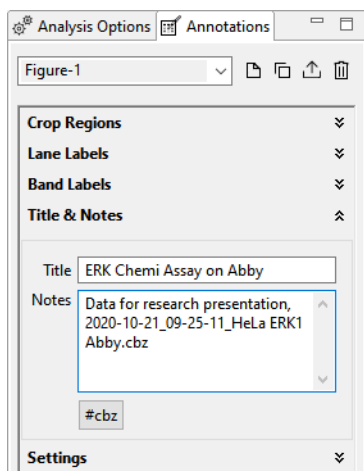 Analysis Options Annotations
Figure-1
Crop Regions
Lane Labels
Band Labels
Title & Notes
Title ERK Chemi Assay on Abby
Notes Data for research presentation,
2020-10-21_09-25-11_HeLa ERK1
Abby.cbz
#cbz
Settings